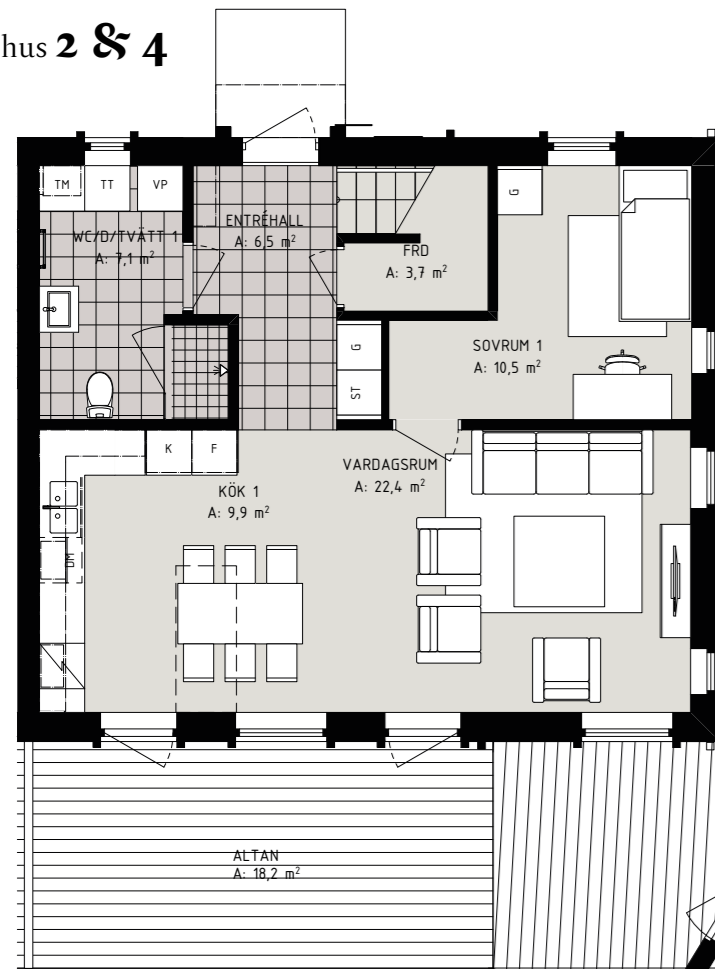 hus 2 & 4
TM TT VP
G
ENTRÉHALL
A: 6,5 m²
WC/D/TVÄTT 1
A: 7,1 m²
FRD
A: 3,7 m²
G
ST
SOVRUM 1
A: 10,5 m²
K F
VARDAGSRUM
A: 22,4 m²
KÖK 1
A: 9,9 m²
DM
ALTAN
A: 18,2 m²